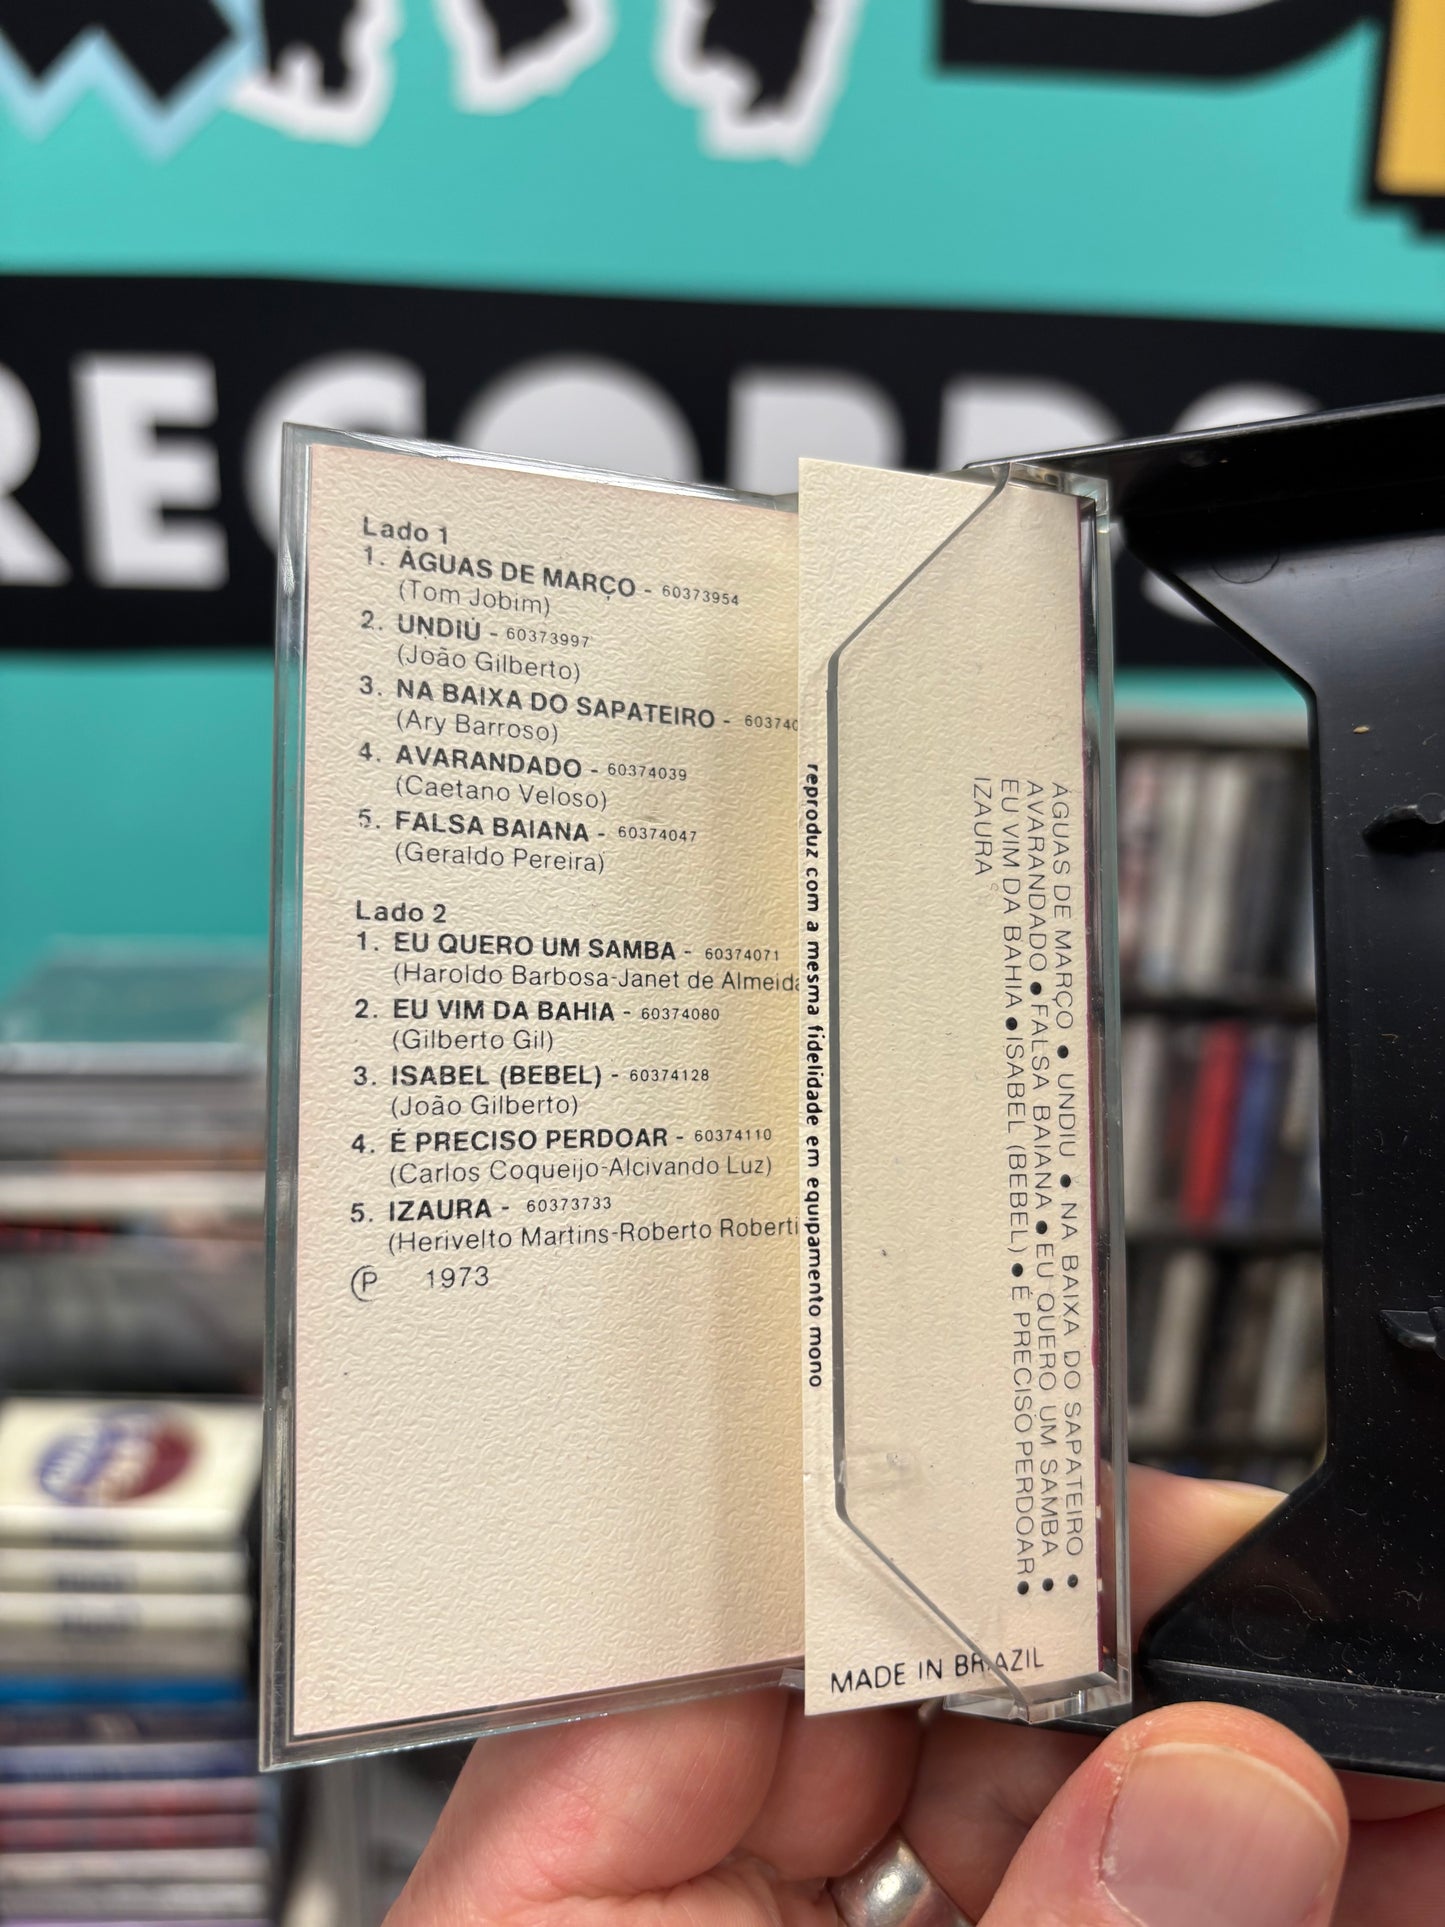 RECORDS
Lado 1
1. ÁGUAS DE MARÇO - 60373954
(Tom Jobim)
2. UNDIÚ - 60373997
(João Gilberto)
3. NA BAIXA DO SAPATEIRO - 603740
(Ary Barroso)
4. AVARANDADO - 60374039
(Caetano Veloso)
5. FALSA BAIANA - 60374047
(Geraldo Pereira)
Lado 2
1. EU QUERO UM SAMBA - 60374071
(Haroldo Barbosa-Janet de Almeida
2. EU VIM DA BAHIA - 60374080
(Gilberto Gil)
3. ISABEL (BEBEL) - 60374128
(João Gilberto)
4. É PRECISO PERDOAR - 60374110
(Carlos Coqueijo-Alcivando Luz)
5. IZAURA - 60373733
(Herivelto Martins-Roberto Roberti
Ⓟ 1973
reproduz com a mesma fidelidade em equipamento mono
ÁGUAS DE MARÇO • UNDIU • NA BAIXA DO SAPATEIRO •
AVARANDADO • FALSA BAIANA • EU QUERO UM SAMBA •
EU VIM DA BAHIA • ISABEL (BEBEL) • É PRECISO PERDOAR •
IZAURA
MADE IN BRAZIL